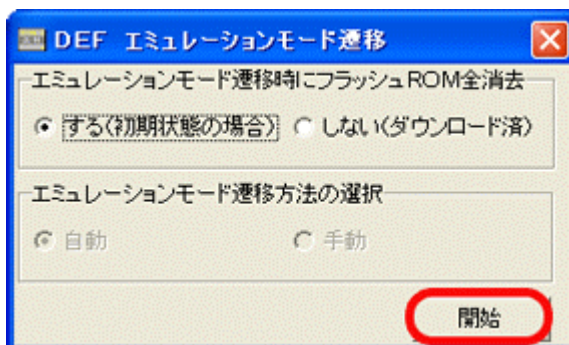 DEF エミュレーションモード遷移
エミュレーションモード遷移時にフラッシュROM全消去
する(初期状態の場合) しない(ダウンロード済)
エミュレーションモード遷移方法の選択
自動 手動
開始